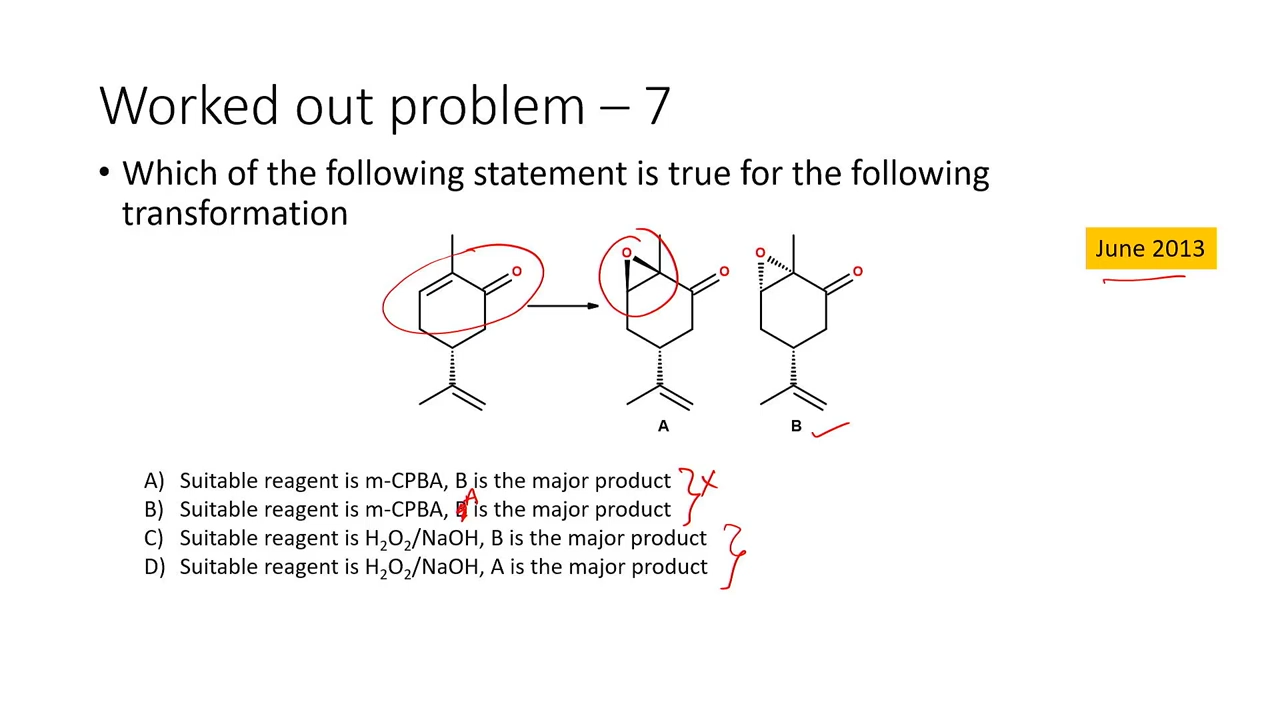 Worked out problem – 7
• Which of the following statement is true for the following
transformation
June 2013
O
O
O
O
O
A
B
A) Suitable reagent is m-CPBA, B is the major product
A
B) Suitable reagent is m-CPBA, B is the major product
C) Suitable reagent is H₂O₂/NaOH, B is the major product
D) Suitable reagent is H₂O₂/NaOH, A is the major product